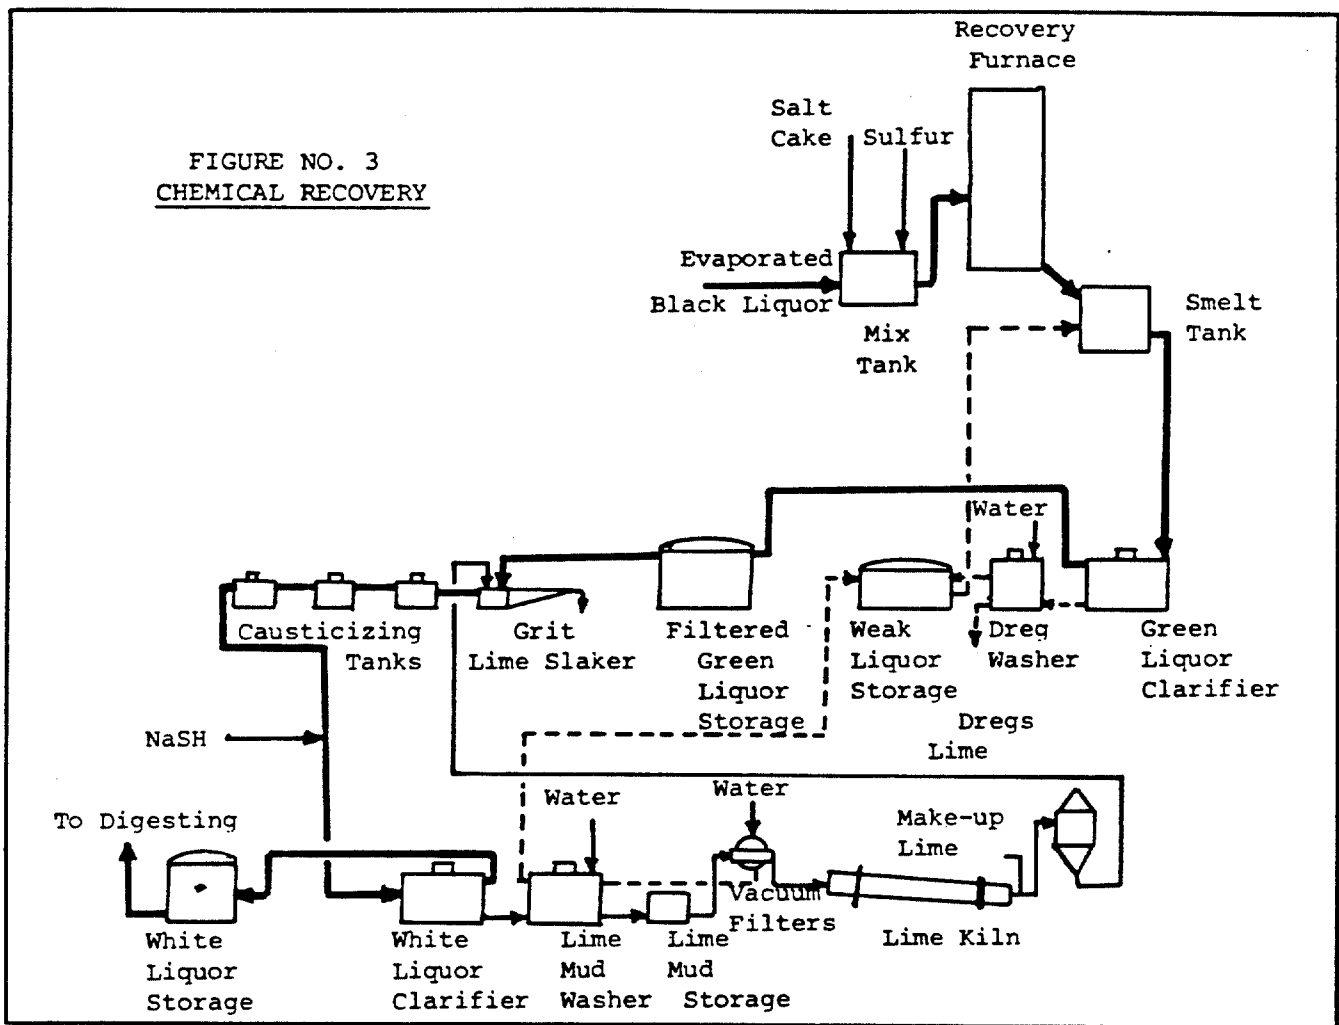 Recovery
Furnace
Salt
Cake
Sulfur
FIGURE NO. 3
CHEMICAL RECOVERY
Evaporated
Black Liquor
Mix
Tank
Smelt
Tank
Water
Causticizing
Tanks
Grit
Lime Slaker
Filtered
Green
Liquor
Storage
Weak
Liquor
Storage
Dreg
Washer
Green
Liquor
Clarifier
Dregs
Lime
NaSH
Water
Water
Make-up
Lime
To Digesting
Vacuum
Filters
Lime Kiln
White
Liquor
Storage
White
Liquor
Clarifier
Lime
Mud
Washer
Lime
Mud
Storage